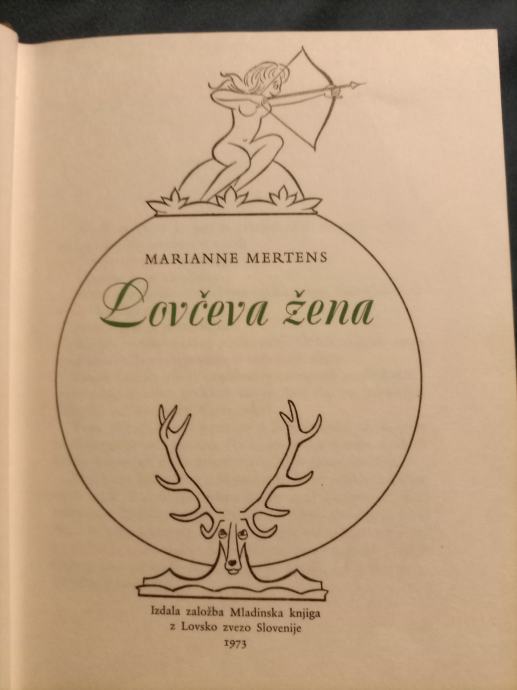 MARIANNE MERTENS
Lovčeva žena
Izdala založba Mladinska knjiga
z Lovsko zvezo Slovenije
1973